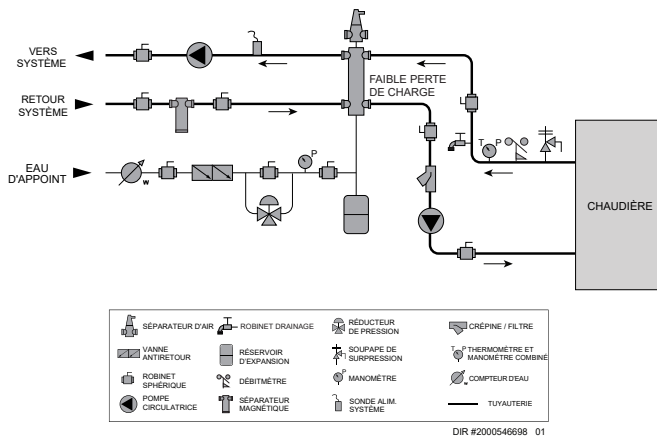 VERS
SYSTÈME
RETOUR
SYSTÈME
FAIBLE PERTE
DE CHARGE
T
P
CHAUDIÈRE
EAU
D'APPOINT
W
P
SÉPARATEUR D'AIR
ROBINET DRAINAGE
RÉDUCTEUR
DE PRESSION
CRÉPINE / FILTRE
VANNE
ANTIRETOUR
RÉSERVOIR
D'EXPANSION
SOUPAPE DE
SURPRESSION
T P THERMOMÈTRE ET
MANOMÈTRE COMBINÉ
ROBINET
SPHÉRIQUE
DÉBITMÈTRE
P MANOMÈTRE
W COMPTEUR D'EAU
POMPE
CIRCULATRICE
SÉPARATEUR
MAGNÉTIQUE
SONDE ALIM.
SYSTÈME
TUYAUTERIE
DIR #2000546698 01